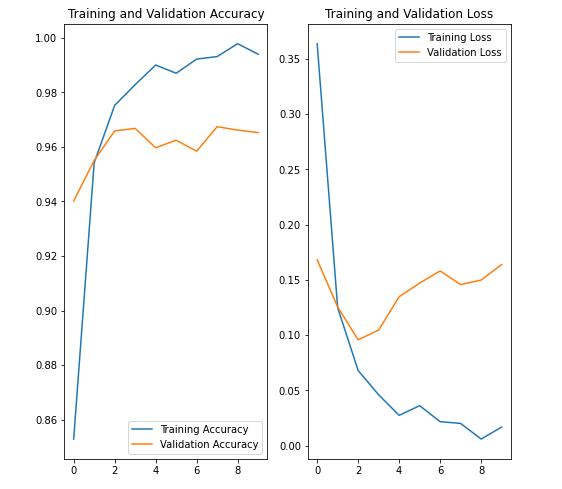 Training and Validation Accuracy
1.00
0.98
0.96
0.94
0.92
0.90
0.88
0.86
Training Accuracy
Validation Accuracy
0 2 4 6 8
Training and Validation Loss
Training Loss
Validation Loss
0.35
0.30
0.25
0.20
0.15
0.10
0.05
0.00
0 2 4 6 8